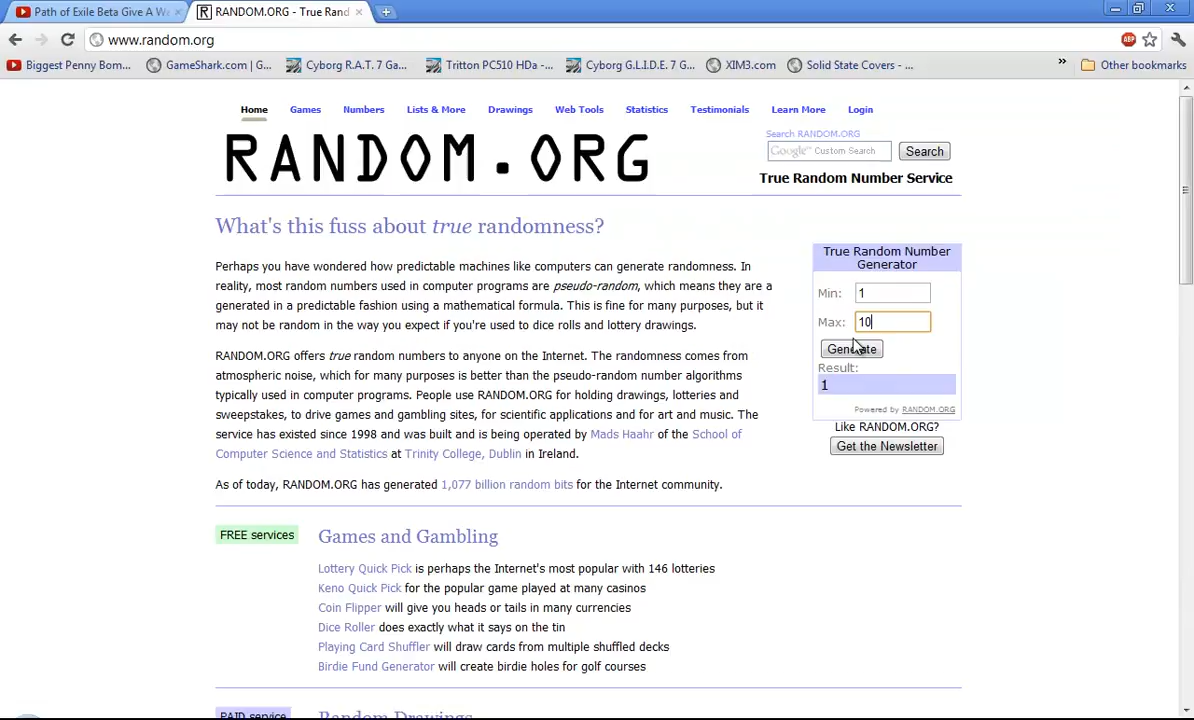 Path of Exile Beta Give A Wa
RANDOM.ORG - True Rand
www.random.org
ABP
Biggest Penny Bom...
GameShark.com | G...
Cyborg R.A.T. 7 Ga...
Tritton PC510 HDa -...
Cyborg G.L.I.D.E. 7 G...
XIM3.com
Solid State Covers - ...
»
Other bookmarks
Home Games Numbers Lists & More Drawings Web Tools Statistics Testimonials Learn More Login
RANDOM.ORG
Search RANDOM.ORG
Google™ Custom Search
Search
True Random Number Service
What's this fuss about true randomness?
Perhaps you have wondered how predictable machines like computers can generate randomness. In
reality, most random numbers used in computer programs are pseudo-random, which means they are a
generated in a predictable fashion using a mathematical formula. This is fine for many purposes, but it
may not be random in the way you expect if you're used to dice rolls and lottery drawings.
RANDOM.ORG offers true random numbers to anyone on the Internet. The randomness comes from
atmospheric noise, which for many purposes is better than the pseudo-random number algorithms
typically used in computer programs. People use RANDOM.ORG for holding drawings, lotteries and
sweepstakes, to drive games and gambling sites, for scientific applications and for art and music. The
service has existed since 1998 and was built and is being operated by Mads Haahr of the School of
Computer Science and Statistics at Trinity College, Dublin in Ireland.
As of today, RANDOM.ORG has generated 1,077 billion random bits for the Internet community.
True Random Number
Generator
Min: 1
Max: 10
Generate
Result:
1
Powered by RANDOM.ORG
Like RANDOM.ORG?
Get the Newsletter
FREE services
Games and Gambling
Lottery Quick Pick is perhaps the Internet's most popular with 146 lotteries
Keno Quick Pick for the popular game played at many casinos
Coin Flipper will give you heads or tails in many currencies
Dice Roller does exactly what it says on the tin
Playing Card Shuffler will draw cards from multiple shuffled decks
Birdie Fund Generator will create birdie holes for golf courses
PAID service
Random Drawings